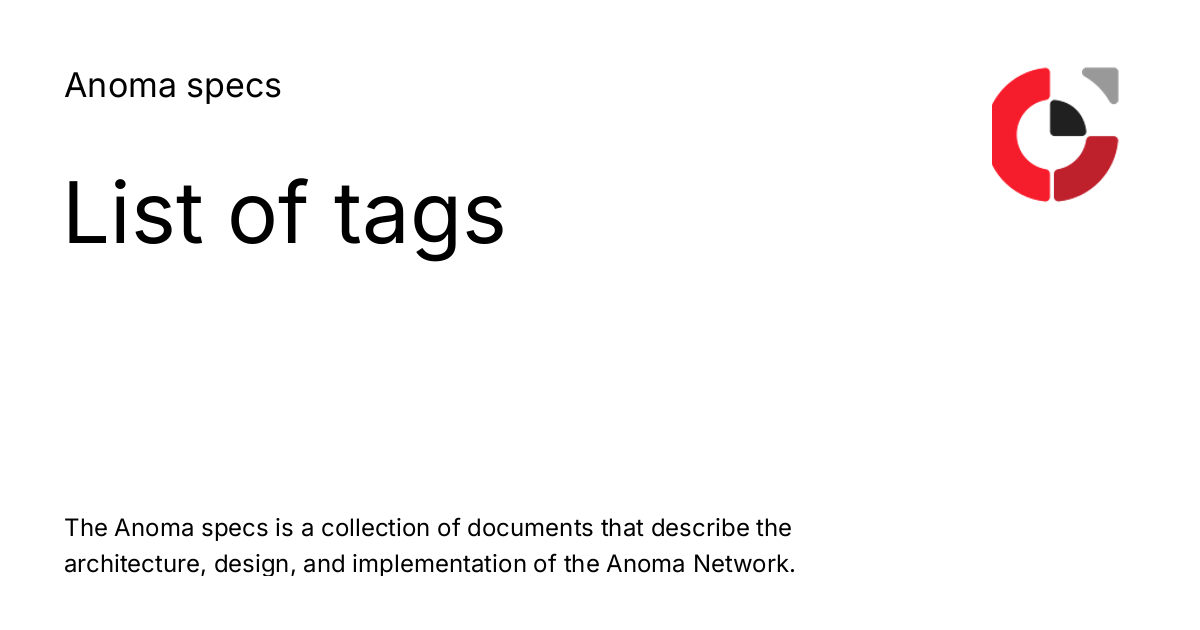 Anoma specs
List of tags
The Anoma specs is a collection of documents that describe the
architecture, design, and implementation of the Anoma Network.